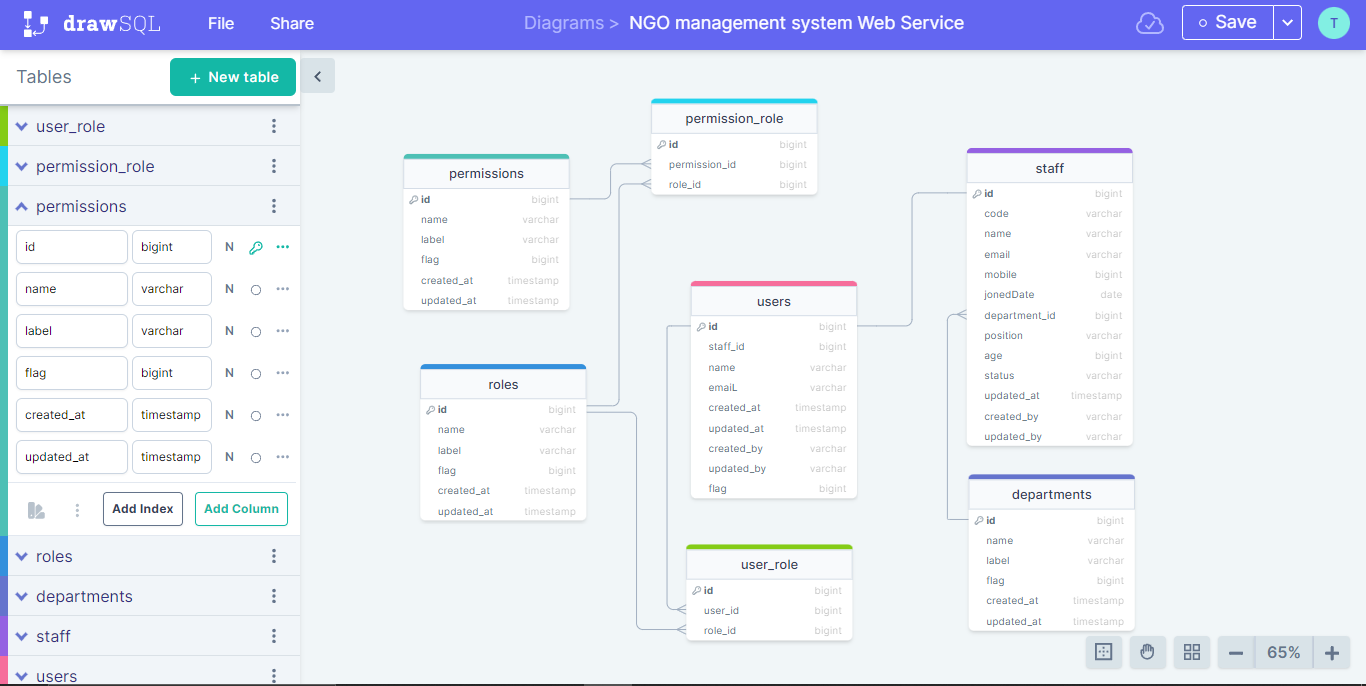 drawSQL
File
Share
Diagrams > NGO management system Web Service
Save
T
Tables
+ New table
user_role
permission_role
permissions
id bigint N
name varchar N
label varchar N
flag bigint N
created_at timestamp N
updated_at timestamp N
Add Index
Add Column
roles
departments
staff
users
permission_role
id bigint
permission_id bigint
role_id bigint
permissions
id bigint
name varchar
label varchar
flag bigint
created_at timestamp
updated_at timestamp
staff
id bigint
code varchar
name varchar
email varchar
mobile bigint
jonedDate date
department_id bigint
position varchar
age bigint
status varchar
updated_at timestamp
created_by varchar
updated_by varchar
users
id bigint
staff_id bigint
name varchar
emaiL varchar
created_at timestamp
updated_at timestamp
created_by varchar
updated_by varchar
flag bigint
roles
id bigint
name varchar
label varchar
flag bigint
created_at timestamp
updated_at timestamp
departments
id bigint
name varchar
label varchar
flag bigint
created_at timestamp
updated_at timestamp
user_role
id bigint
user_id bigint
role_id bigint
65%